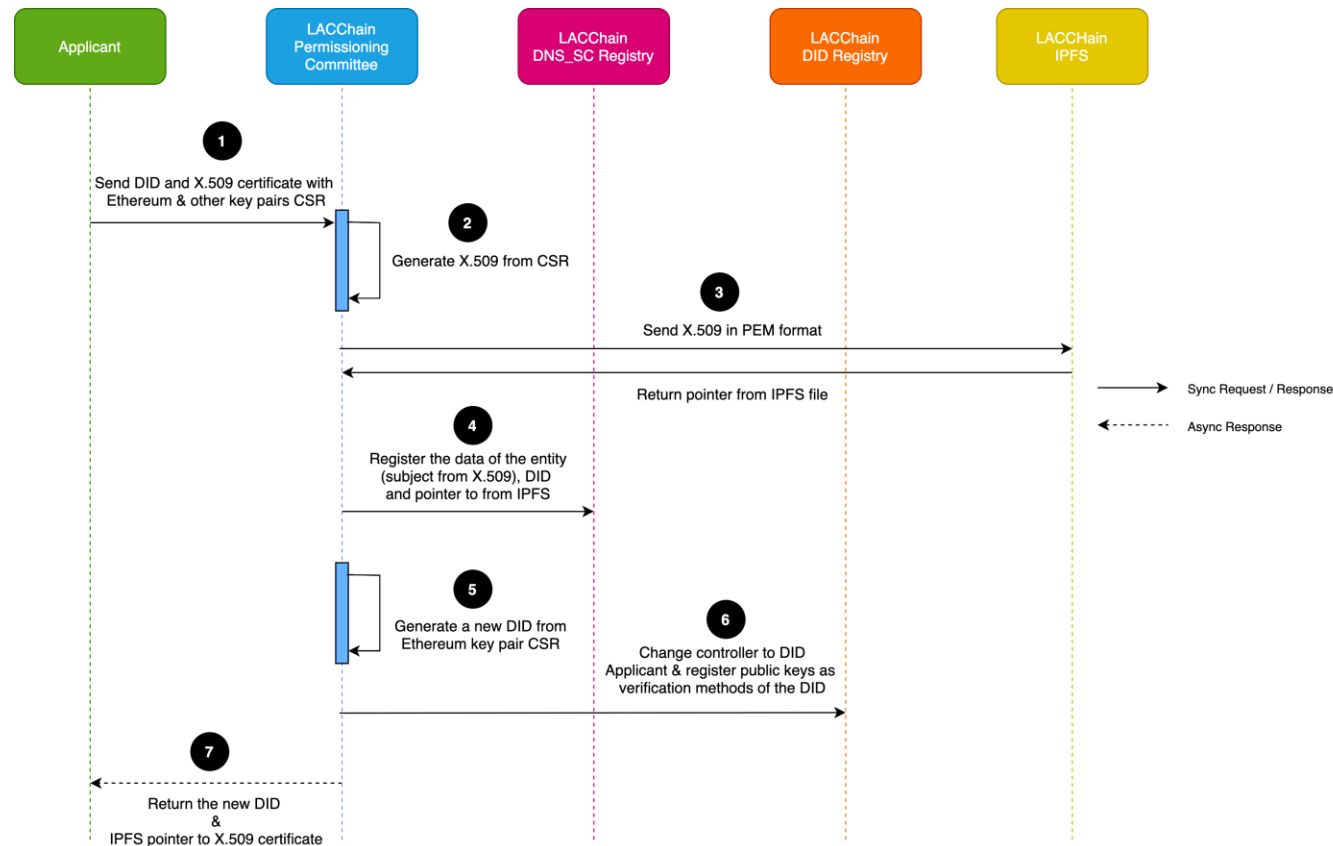 Applicant
LACChain
Permissioning
Committee
LACChain
DNS_SC Registry
LACChain
DID Registry
LACCHain
IPFS
1
Send DID and X.509 certificate with
Ethereum & other key pairs CSR
2
Generate X.509 from CSR
3
Send X.509 in PEM format
Return pointer from IPFS file
Sync Request / Response
Async Response
4
Register the data of the entity
(subject from X.509), DID
and pointer to from IPFS
5
Generate a new DID from
Ethereum key pair CSR
6
Change controller to DID
Applicant & register public keys as
verification methods of the DID
7
Return the new DID
&
IPFS pointer to X.509 certificate